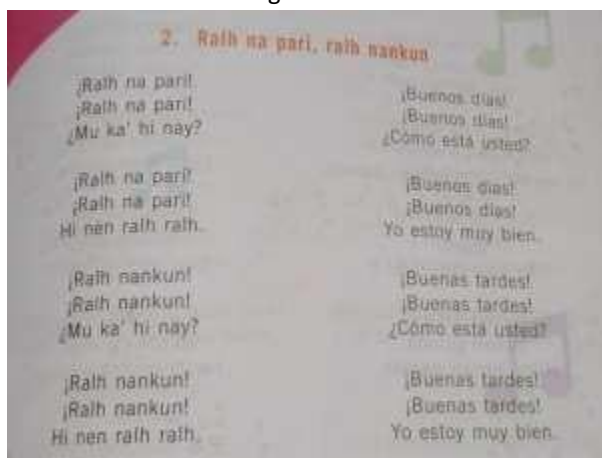 2. Ralh na pari, ralh nankun
¡Ralh na pari!
¡Ralh na pari!
¿Mu ka' hi nay?
¡Ralh na pari!
¡Ralh na pari!
Hi nen ralh ralh.
¡Ralh nankun!
¡Ralh nankun!
¿Mu ka' hi nay?
¡Ralh nankun!
¡Ralh nankun!
Hi nen ralh ralh.
¡Buenos días!
¡Buenos días!
¿Cómo está usted?
¡Buenos días!
¡Buenos días!
Yo estoy muy bien.
¡Buenas tardes!
¡Buenas tardes!
¿Cómo está usted?
¡Buenas tardes!
¡Buenas tardes!
Yo estoy muy bien.